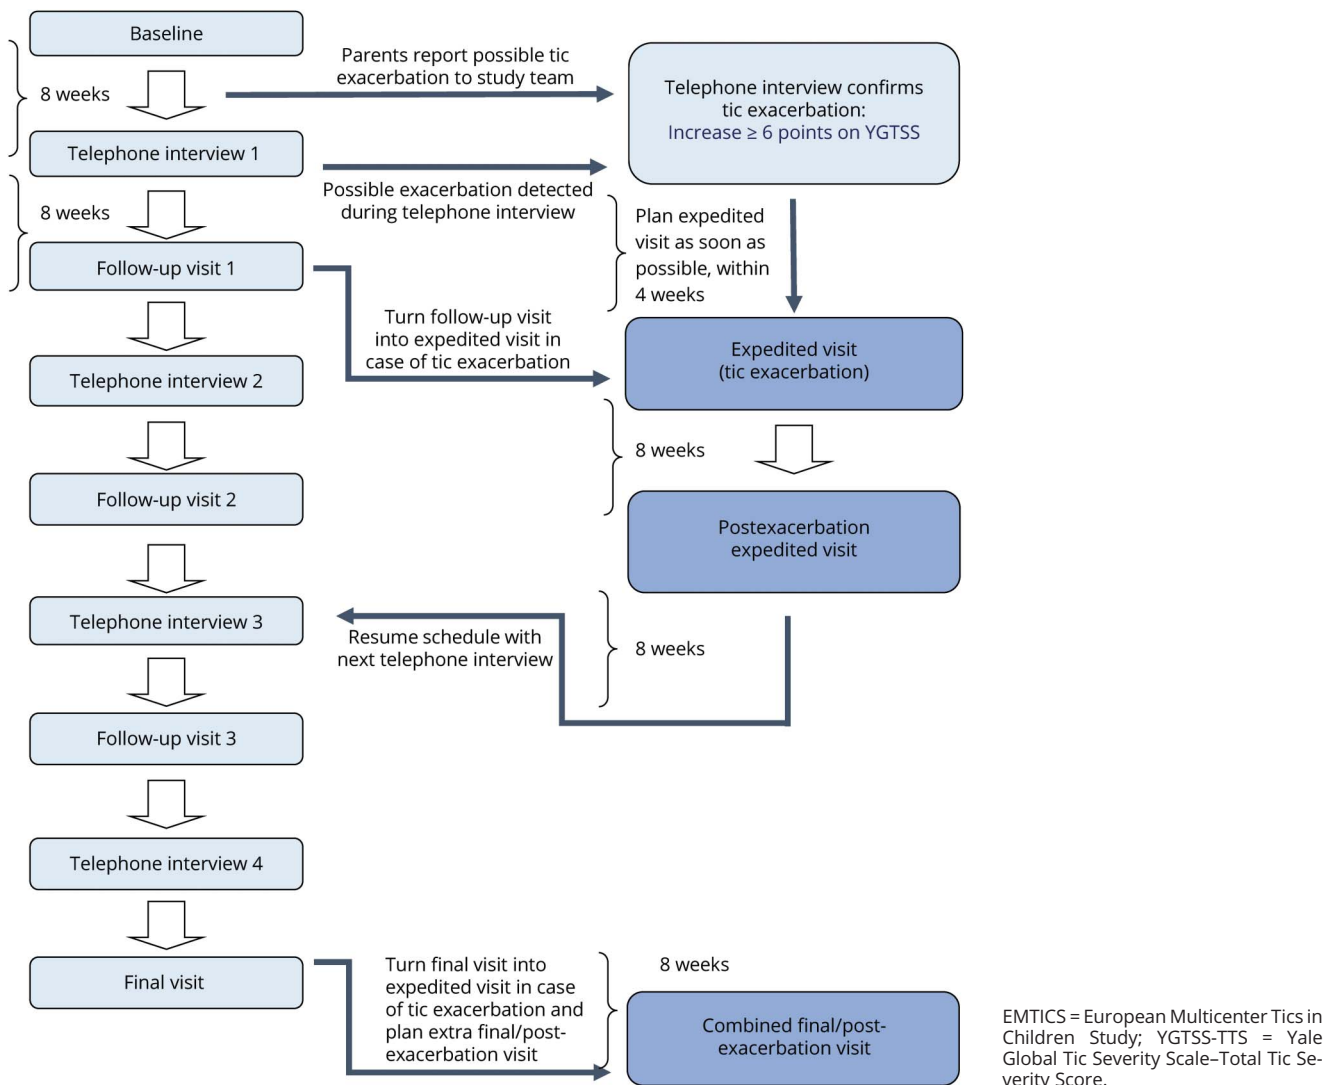 Baseline
8 weeks
Parents report possible tic
exacerbation to study team
Telephone interview confirms
tic exacerbation:
Increase ≥ 6 points on YGTSS
Telephone interview 1
Possible exacerbation detected
during telephone interview
8 weeks
Plan expedited
visit as soon as
possible, within
4 weeks
Follow-up visit 1
Turn follow-up visit
into expedited visit in
case of tic exacerbation
Expedited visit
(tic exacerbation)
Telephone interview 2
8 weeks
Follow-up visit 2
Postexacerbation
expedited visit
Telephone interview 3
Resume schedule with
next telephone interview
8 weeks
Follow-up visit 3
Telephone interview 4
Final visit
Turn final visit into
expedited visit in case
of tic exacerbation and
plan extra final/post-
exacerbation visit
8 weeks
Combined final/post-
exacerbation visit
EMTICS = European Multicenter Tics in
Children Study; YGTSS-TTS = Yale
Global Tic Severity Scale–Total Tic Se-
verity Score.